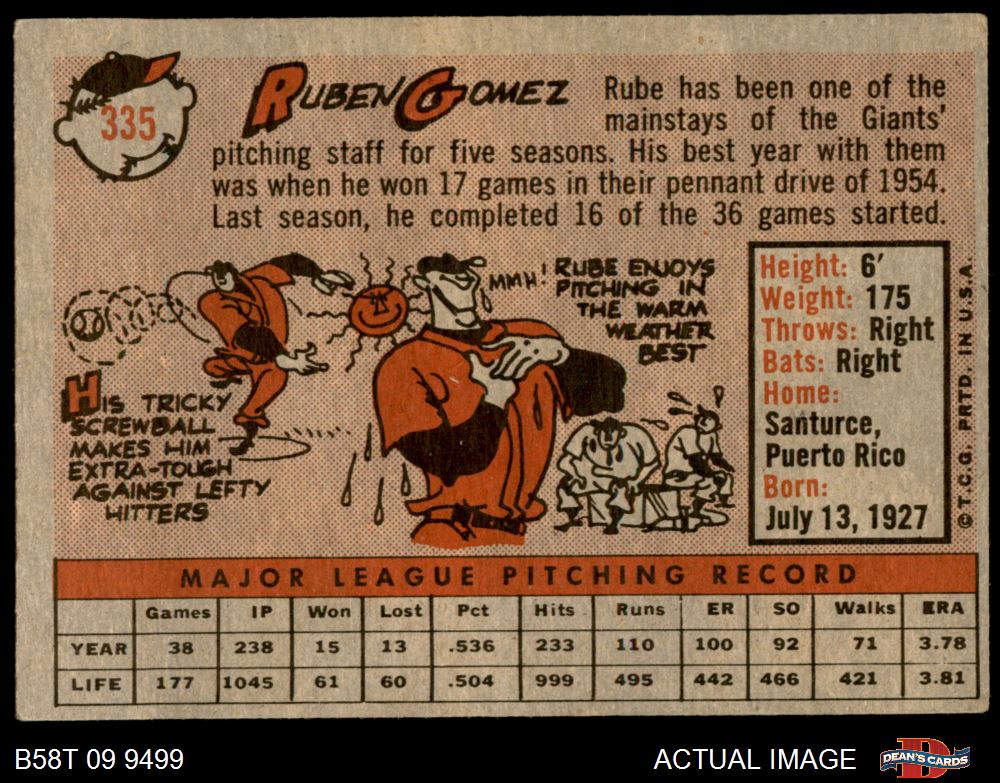 335
RUBEN GOMEZ
Rube has been one of the
mainstays of the Giants'
pitching staff for five seasons. His best year with them
was when he won 17 games in their pennant drive of 1954.
Last season, he completed 16 of the 36 games started.
HIS TRICKY
SCREWBALL
MAKES HIM
EXTRA-TOUGH
AGAINST LEFTY
HITTERS
MMH!
RUBE ENJOYS
PITCHING IN
THE WARM
WEATHER
BEST
Height: 6'
Weight: 175
Throws: Right
Bats: Right
Home:
Santurce,
Puerto Rico
Born:
July 13, 1927
© T.C.G. PRTD. IN U.S.A.
MAJOR LEAGUE PITCHING RECORD
Games IP Won Lost Pct Hits Runs ER SO Walks ERA
YEAR 38 238 15 13 .536 233 110 100 92 71 3.78
LIFE 177 1045 61 60 .504 999 495 442 466 421 3.81
B58T 09 9499
ACTUAL IMAGE
DEAN'S CARDS